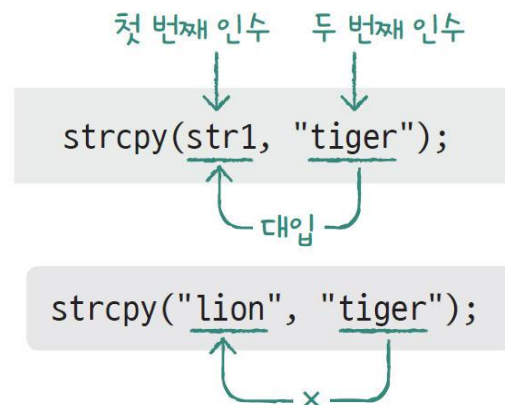 첫 번째 인수 두 번째 인수
strcpy(str1, "tiger");
대입
strcpy("lion", "tiger");
×